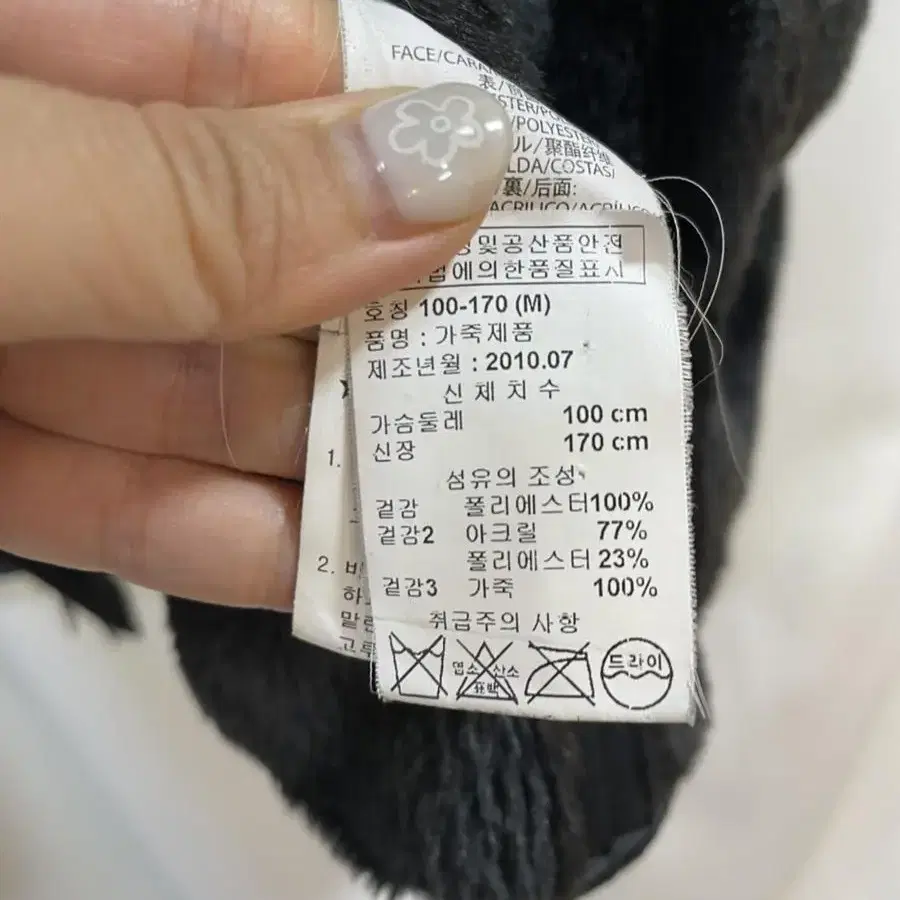 FACE/
表/
/POLYESTER
/聚酯纤维
/COSTAS/
/裏/后面:
ACRILICO/
및공산품안전
법에의한품질표시
호칭 100-170 (M)
품명 : 가죽제품
제조년월 : 2010.07
신체치수
가슴둘레 100 cm
신장 170 cm
섬유의 조성
겉감 폴리에스터100%
겉감2 아크릴 77%
폴리에스터 23%
겉감3 가죽 100%
취급주의 사항
염소 산소
표백
드라이
1.
2.